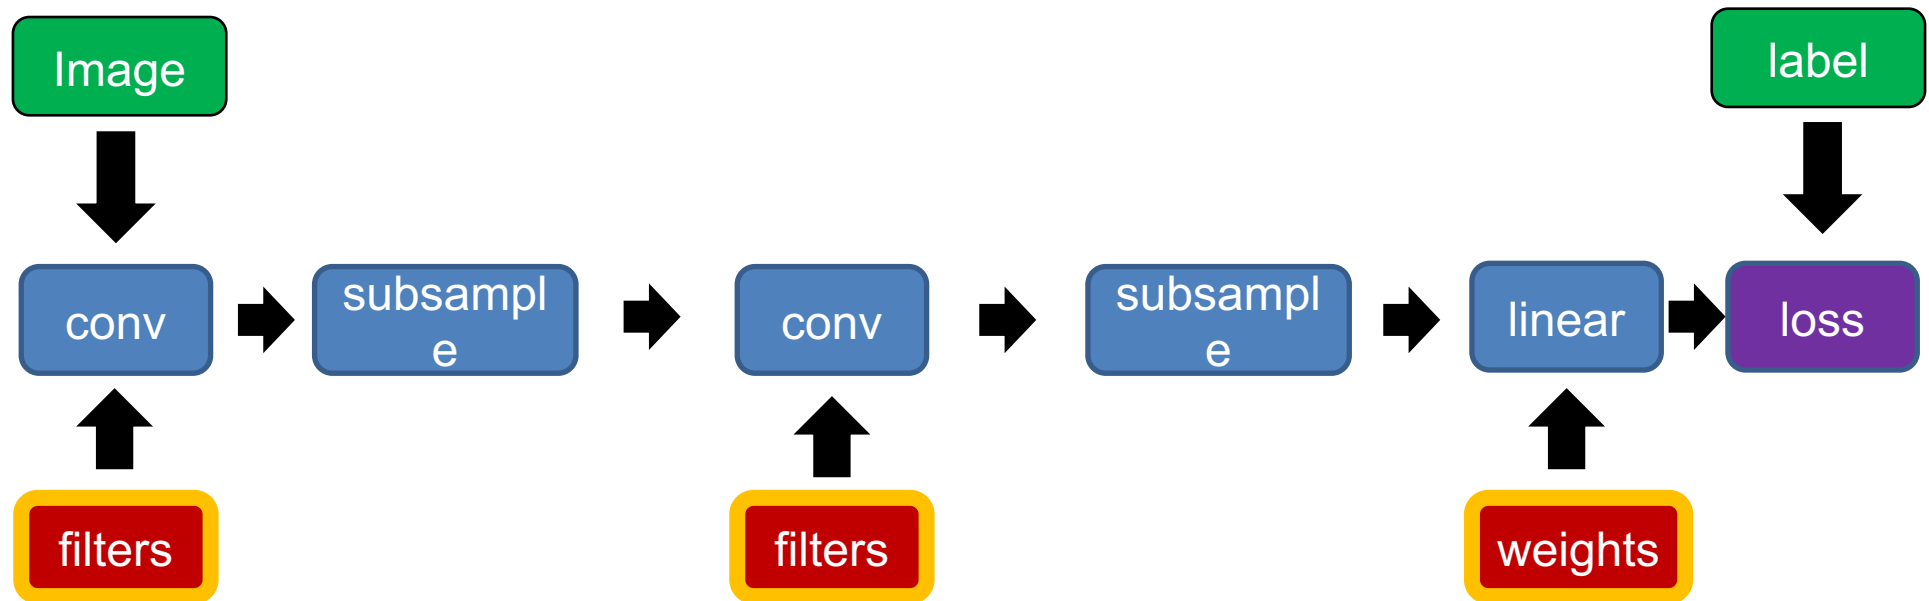 Image
label
conv
subsampl
e
conv
subsampl
e
linear
loss
filters
filters
weights